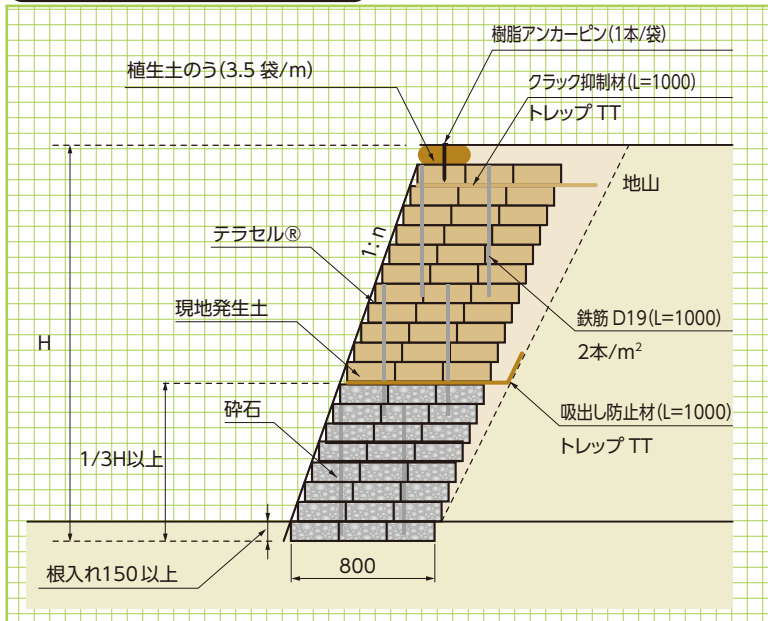 樹脂アンカーピン(1本/袋)
植生土のう(3.5 袋/m)
クラック抑制材(L=1000)
トレップ TT
地山
テラセル®
1:n
現地発生土
H
鉄筋 D19(L=1000)
2本/m²
砕石
吸出し防止材(L=1000)
トレップ TT
1/3H以上
根入れ150以上
800